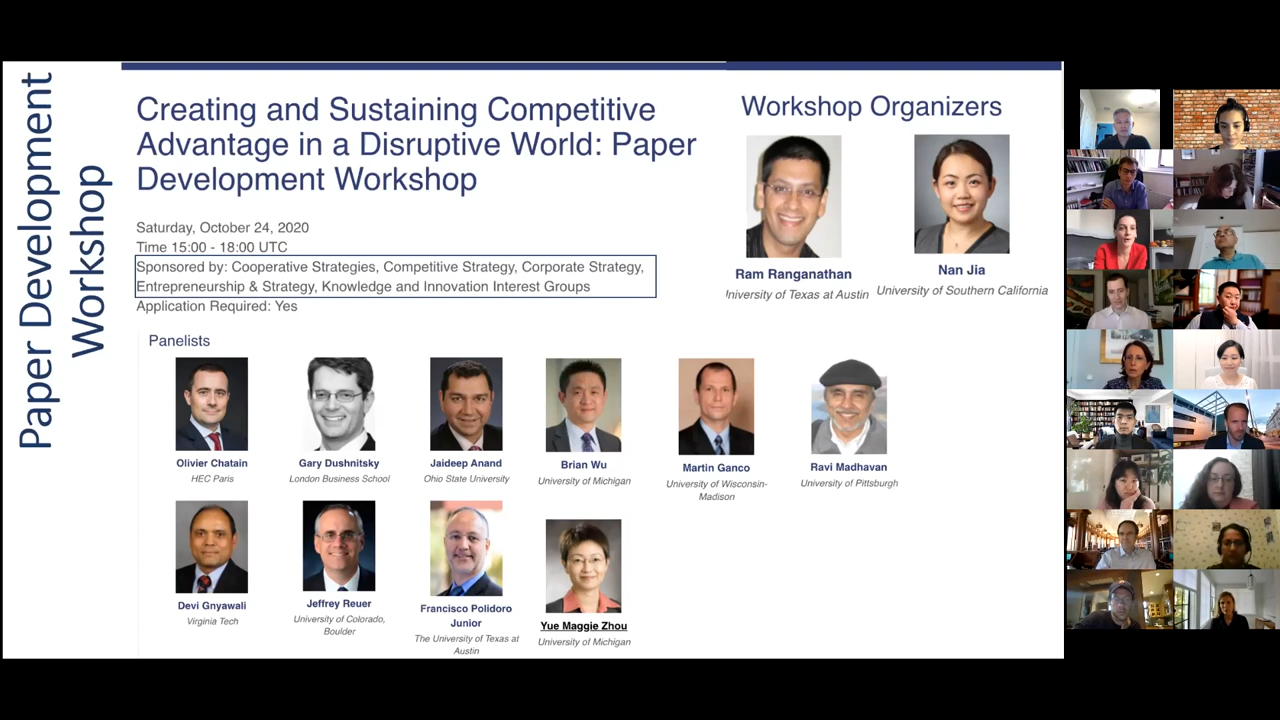 Paper Development
Workshop
Creating and Sustaining Competitive
Advantage in a Disruptive World: Paper
Development Workshop
Saturday, October 24, 2020
Time 15:00 - 18:00 UTC
Sponsored by: Cooperative Strategies, Competitive Strategy, Corporate Strategy,
Entrepreneurship & Strategy, Knowledge and Innovation Interest Groups
Application Required: Yes
Workshop Organizers
Ram Ranganathan
University of Texas at Austin
Nan Jia
University of Southern California
Panelists
Olivier Chatain
HEC Paris
Gary Dushnitsky
London Business School
Jaideep Anand
Ohio State University
Brian Wu
University of Michigan
Martin Ganco
University of Wisconsin-
Madison
Ravi Madhavan
University of Pittsburgh
Devi Gnyawali
Virginia Tech
Jeffrey Reuer
University of Colorado,
Boulder
Francisco Polidoro
Junior
The University of Texas at
Austin
Yue Maggie Zhou
University of Michigan